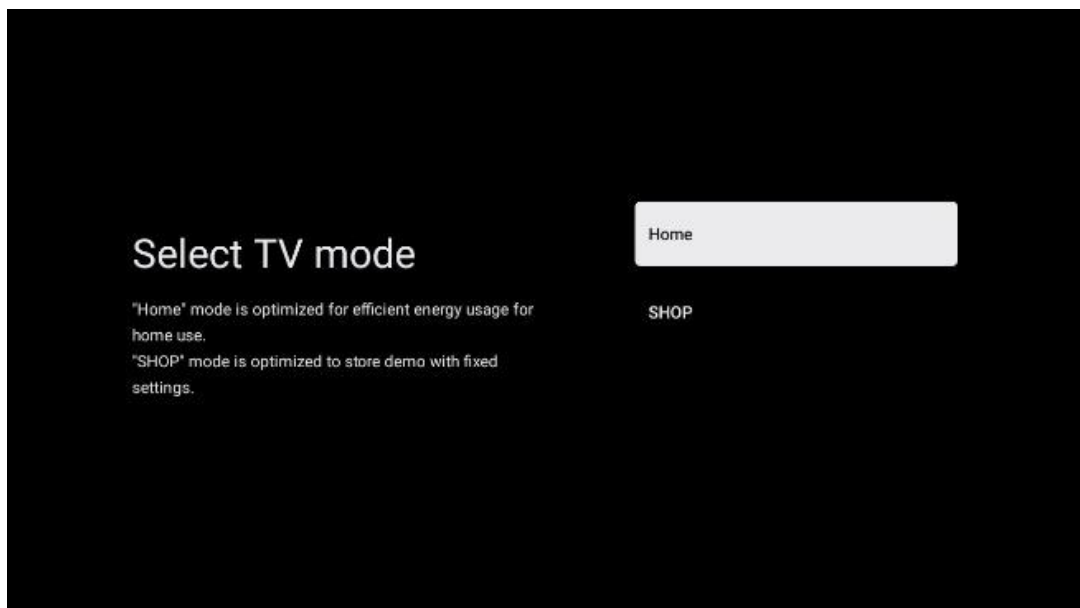 Select TV mode
"Home" mode is optimized for efficient energy usage for
home use.
"SHOP" mode is optimized to store demo with fixed
settings.
Home
SHOP